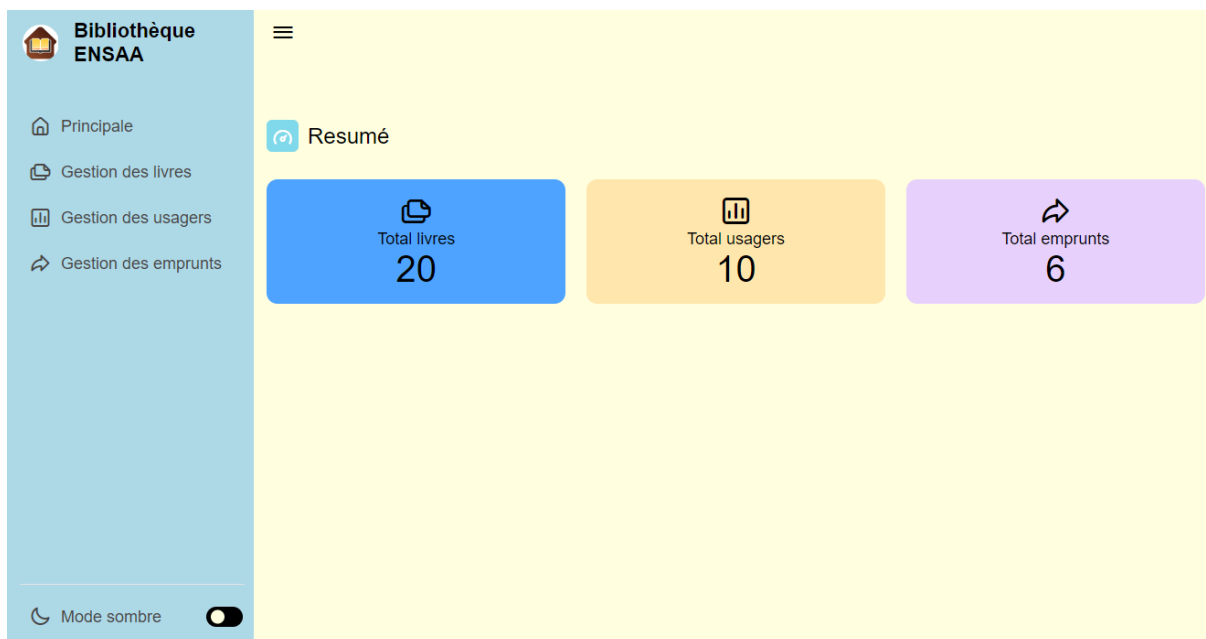 Bibliothèque
ENSAA
Principale
Gestion des livres
Gestion des usagers
Gestion des emprunts
Mode sombre
Resumé
Total livres
20
Total usagers
10
Total emprunts
6